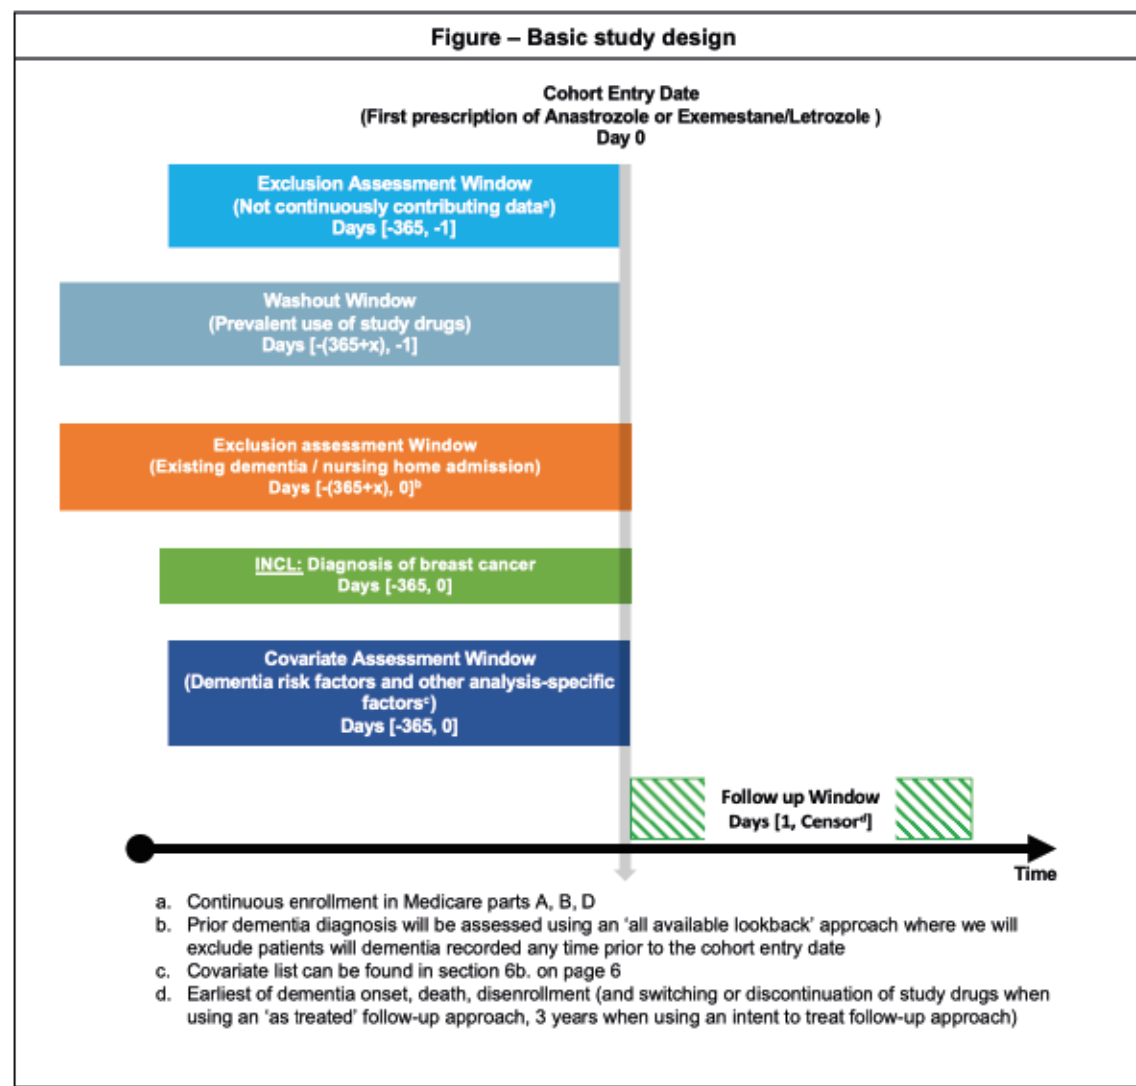 Figure – Basic study design
Cohort Entry Date
(First prescription of Anastrozole or Exemestane/Letrozole )
Day 0
Exclusion Assessment Window
(Not continuously contributing dataᵃ)
Days [-365, -1]
Washout Window
(Prevalent use of study drugs)
Days [-(365+x), -1]
Exclusion assessment Window
(Existing dementia / nursing home admission)
Days [-(365+x), 0]ᵇ
INCL: Diagnosis of breast cancer
Days [-365, 0]
Covariate Assessment Window
(Dementia risk factors and other analysis-specific
factorsᶜ)
Days [-365, 0]
Follow up Window
Days [1, Censorᵈ]
Time
a. Continuous enrollment in Medicare parts A, B, D
b. Prior dementia diagnosis will be assessed using an ‘all available lookback’ approach where we will
exclude patients will dementia recorded any time prior to the cohort entry date
c. Covariate list can be found in section 6b. on page 6
d. Earliest of dementia onset, death, disenrollment (and switching or discontinuation of study drugs when
using an ‘as treated’ follow-up approach, 3 years when using an intent to treat follow-up approach)